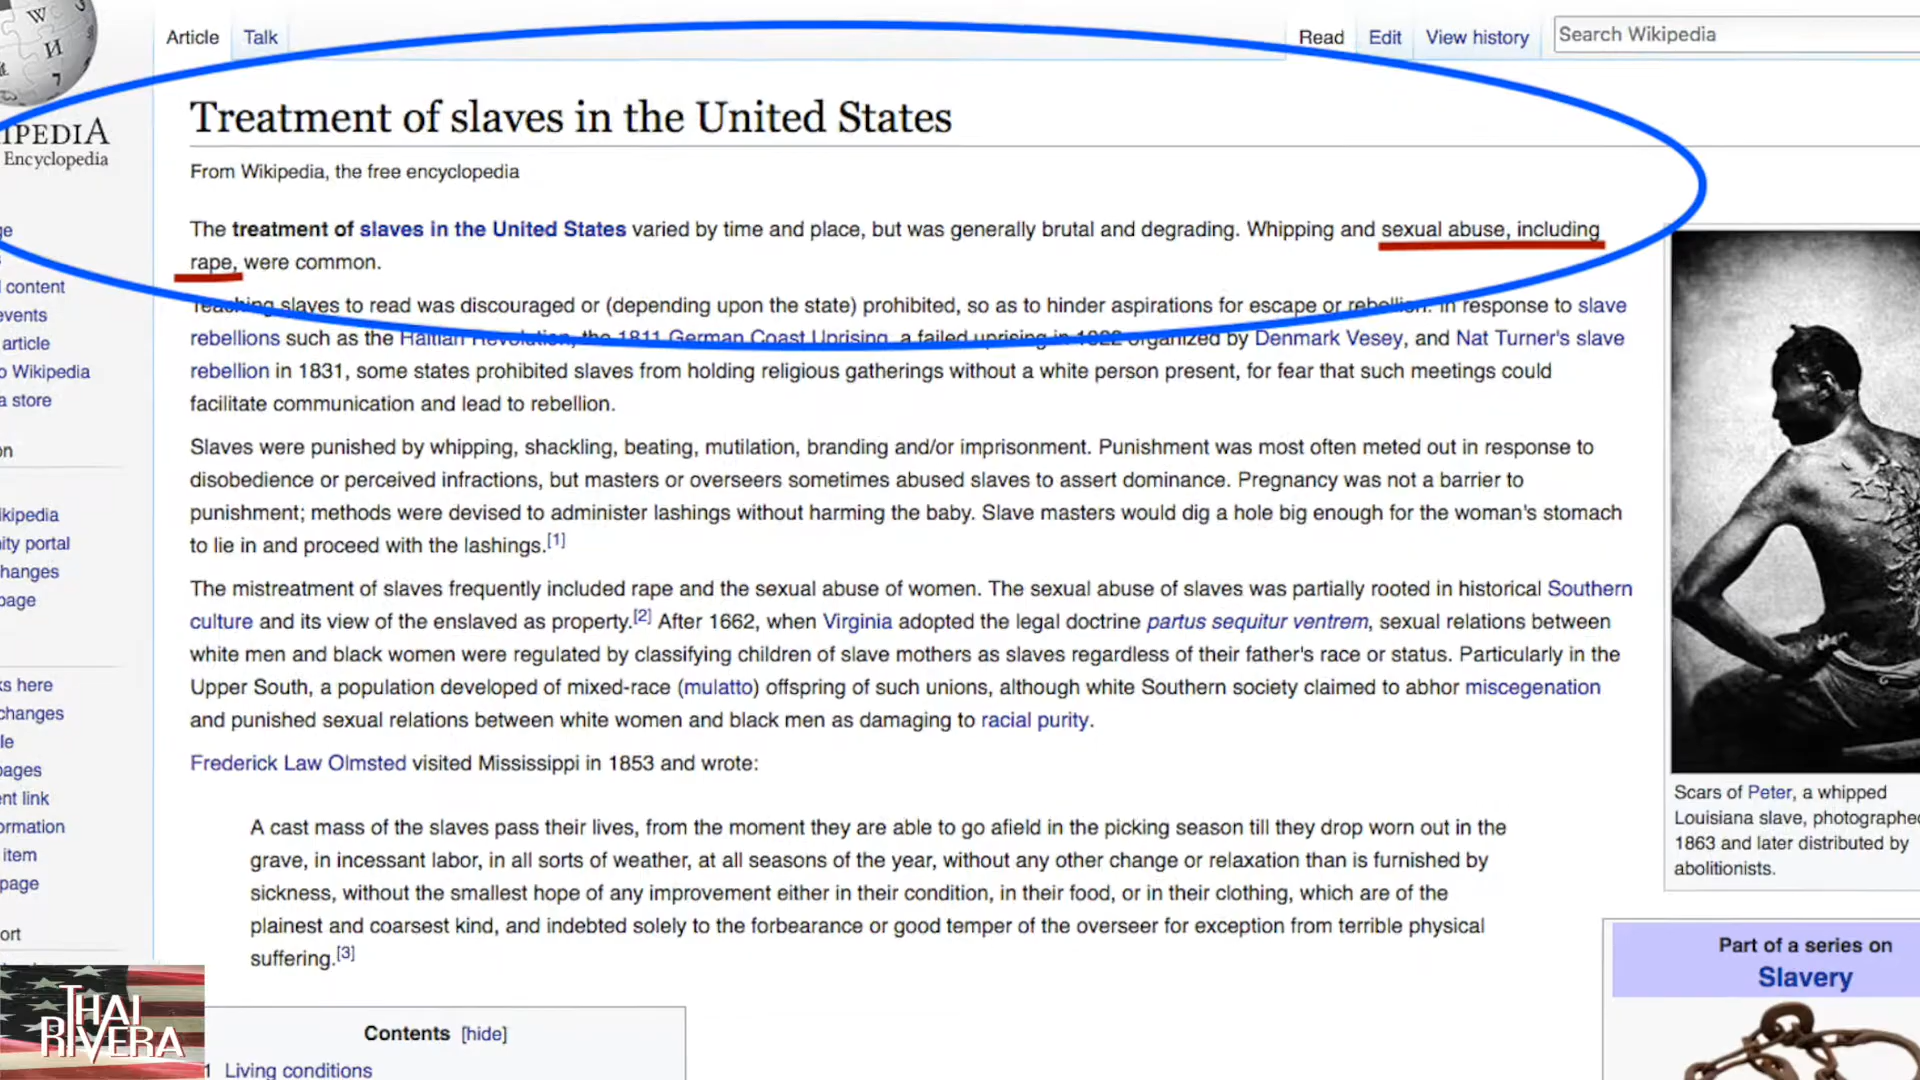 Article Talk Read Edit View history Search Wikipedia
Treatment of slaves in the United States
IPEDIA
Encyclopedia
From Wikipedia, the free encyclopedia
The treatment of slaves in the United States varied by time and place, but was generally brutal and degrading. Whipping and sexual abuse, including
rape, were common.
Teaching slaves to read was discouraged or (depending upon the state) prohibited, so as to hinder aspirations for escape or rebellion. In response to slave
rebellions such as the Haitian Revolution, the 1811 German Coast Uprising, a failed uprising in 1822 organized by Denmark Vesey, and Nat Turner's slave
rebellion in 1831, some states prohibited slaves from holding religious gatherings without a white person present, for fear that such meetings could
facilitate communication and lead to rebellion.
Slaves were punished by whipping, shackling, beating, mutilation, branding and/or imprisonment. Punishment was most often meted out in response to
disobedience or perceived infractions, but masters or overseers sometimes abused slaves to assert dominance. Pregnancy was not a barrier to
punishment; methods were devised to administer lashings without harming the baby. Slave masters would dig a hole big enough for the woman's stomach
to lie in and proceed with the lashings.[1]
The mistreatment of slaves frequently included rape and the sexual abuse of women. The sexual abuse of slaves was partially rooted in historical Southern
culture and its view of the enslaved as property.[2] After 1662, when Virginia adopted the legal doctrine partus sequitur ventrem, sexual relations between
white men and black women were regulated by classifying children of slave mothers as slaves regardless of their father's race or status. Particularly in the
Upper South, a population developed of mixed-race (mulatto) offspring of such unions, although white Southern society claimed to abhor miscegenation
and punished sexual relations between white women and black men as damaging to racial purity.
Frederick Law Olmsted visited Mississippi in 1853 and wrote:
A cast mass of the slaves pass their lives, from the moment they are able to go afield in the picking season till they drop worn out in the
grave, in incessant labor, in all sorts of weather, at all seasons of the year, without any other change or relaxation than is furnished by
sickness, without the smallest hope of any improvement either in their condition, in their food, or in their clothing, which are of the
plainest and coarsest kind, and indebted solely to the forbearance or good temper of the overseer for exception from terrible physical
suffering.[3]
Contents [hide]
1 Living conditions
ge
content
events
article
o Wikipedia
a store
on
kipedia
ity portal
hanges
page
ks here
changes
le
pages
ent link
ormation
item
page
ort
Scars of Peter, a whipped
Louisiana slave, photographed
1863 and later distributed by
abolitionists.
Part of a series on
Slavery
THAI
RIVERA